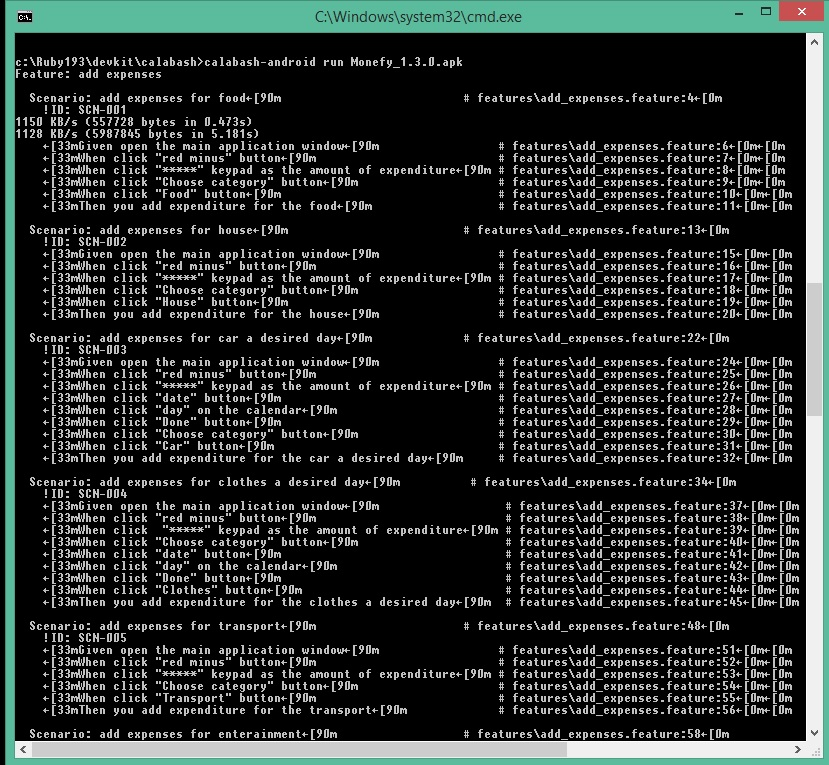 C:\Windows\system32\cmd.exe
c:\Ruby193\devkit\calabash>calabash-android run Monefy_1.3.0.apk
Feature: add expenses
Scenario: add expenses for food←[90m # features\add_expenses.feature:4←[0m
!ID: SCN-001
1150 KB/s (557728 bytes in 0.473s)
1128 KB/s (5987845 bytes in 5.181s)
←[33mGiven open the main application window←[90m # features\add_expenses.feature:6←[0m←[0m
←[33mWhen click "red minus" button←[90m # features\add_expenses.feature:7←[0m←[0m
←[33mWhen click "*****" keypad as the amount of expenditure←[90m # features\add_expenses.feature:8←[0m←[0m
←[33mWhen click "Choose category" button←[90m # features\add_expenses.feature:9←[0m←[0m
←[33mWhen click "Food" button←[90m # features\add_expenses.feature:10←[0m←[0m
←[33mThen you add expenditure for the food←[90m # features\add_expenses.feature:11←[0m←[0m
Scenario: add expenses for house←[90m # features\add_expenses.feature:13←[0m
!ID: SCN-002
←[33mGiven open the main application window←[90m # features\add_expenses.feature:15←[0m←[0m
←[33mWhen click "red minus" button←[90m # features\add_expenses.feature:16←[0m←[0m
←[33mWhen click "*****" keypad as the amount of expenditure←[90m # features\add_expenses.feature:17←[0m←[0m
←[33mWhen click "Choose category" button←[90m # features\add_expenses.feature:18←[0m←[0m
←[33mWhen click "House" button←[90m # features\add_expenses.feature:19←[0m←[0m
←[33mThen you add expenditure for the house←[90m # features\add_expenses.feature:20←[0m←[0m
Scenario: add expenses for car a desired day←[90m # features\add_expenses.feature:22←[0m
!ID: SCN-003
←[33mGiven open the main application window←[90m # features\add_expenses.feature:24←[0m←[0m
←[33mWhen click "red minus" button←[90m # features\add_expenses.feature:25←[0m←[0m
←[33mWhen click "*****" keypad as the amount of expenditure←[90m # features\add_expenses.feature:26←[0m←[0m
←[33mWhen click "date" button←[90m # features\add_expenses.feature:27←[0m←[0m
←[33mWhen click "day" on the calendar←[90m # features\add_expenses.feature:28←[0m←[0m
←[33mWhen click "Done" button←[90m # features\add_expenses.feature:29←[0m←[0m
←[33mWhen click "Choose category" button←[90m # features\add_expenses.feature:30←[0m←[0m
←[33mWhen click "Car" button←[90m # features\add_expenses.feature:31←[0m←[0m
←[33mThen you add expenditure for the car a desired day←[90m # features\add_expenses.feature:32←[0m←[0m
Scenario: add expenses for clothes a desired day←[90m # features\add_expenses.feature:34←[0m
!ID: SCN-004
←[33mGiven open the main application window←[90m # features\add_expenses.feature:37←[0m←[0m
←[33mWhen click "red minus" button←[90m # features\add_expenses.feature:38←[0m←[0m
←[33mWhen click  "*****" keypad as the amount of expenditure←[90m # features\add_expenses.feature:39←[0m←[0m
←[33mWhen click "Choose category" button←[90m # features\add_expenses.feature:40←[0m←[0m
←[33mWhen click "date" button←[90m # features\add_expenses.feature:41←[0m←[0m
←[33mWhen click "day" on the calendar←[90m # features\add_expenses.feature:42←[0m←[0m
←[33mWhen click "Done" button←[90m # features\add_expenses.feature:43←[0m←[0m
←[33mWhen click "Clothes" button←[90m # features\add_expenses.feature:44←[0m←[0m
←[33mThen you add expenditure for the clothes a desired day←[90m # features\add_expenses.feature:45←[0m←[0m
Scenario: add expenses for transport←[90m # features\add_expenses.feature:48←[0m
!ID: SCN-005
←[33mGiven open the main application window←[90m # features\add_expenses.feature:51←[0m←[0m
←[33mWhen click "red minus" button←[90m # features\add_expenses.feature:52←[0m←[0m
←[33mWhen click "*****" keypad as the amount of expenditure←[90m # features\add_expenses.feature:53←[0m←[0m
←[33mWhen click "Choose category" button←[90m # features\add_expenses.feature:54←[0m←[0m
←[33mWhen click "Transport" button←[90m # features\add_expenses.feature:55←[0m←[0m
←[33mThen you add expenditure for the transport←[90m # features\add_expenses.feature:56←[0m←[0m
Scenario: add expenses for enterainment←[90m # features\add_expenses.feature:58←[0m